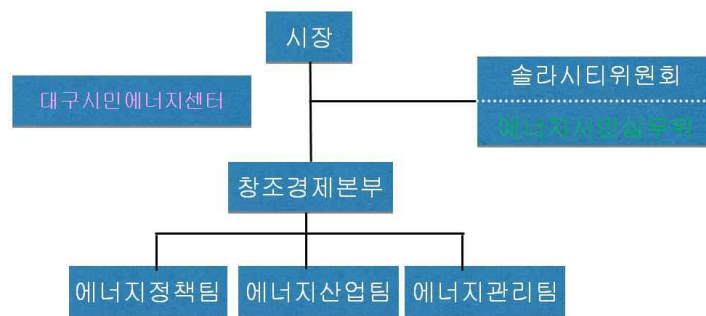 시장
솔라시티위원회
대구시민에너지센터
에너지시민실무위
창조경제본부
에너지정책팀
에너지산업팀
에너지관리팀